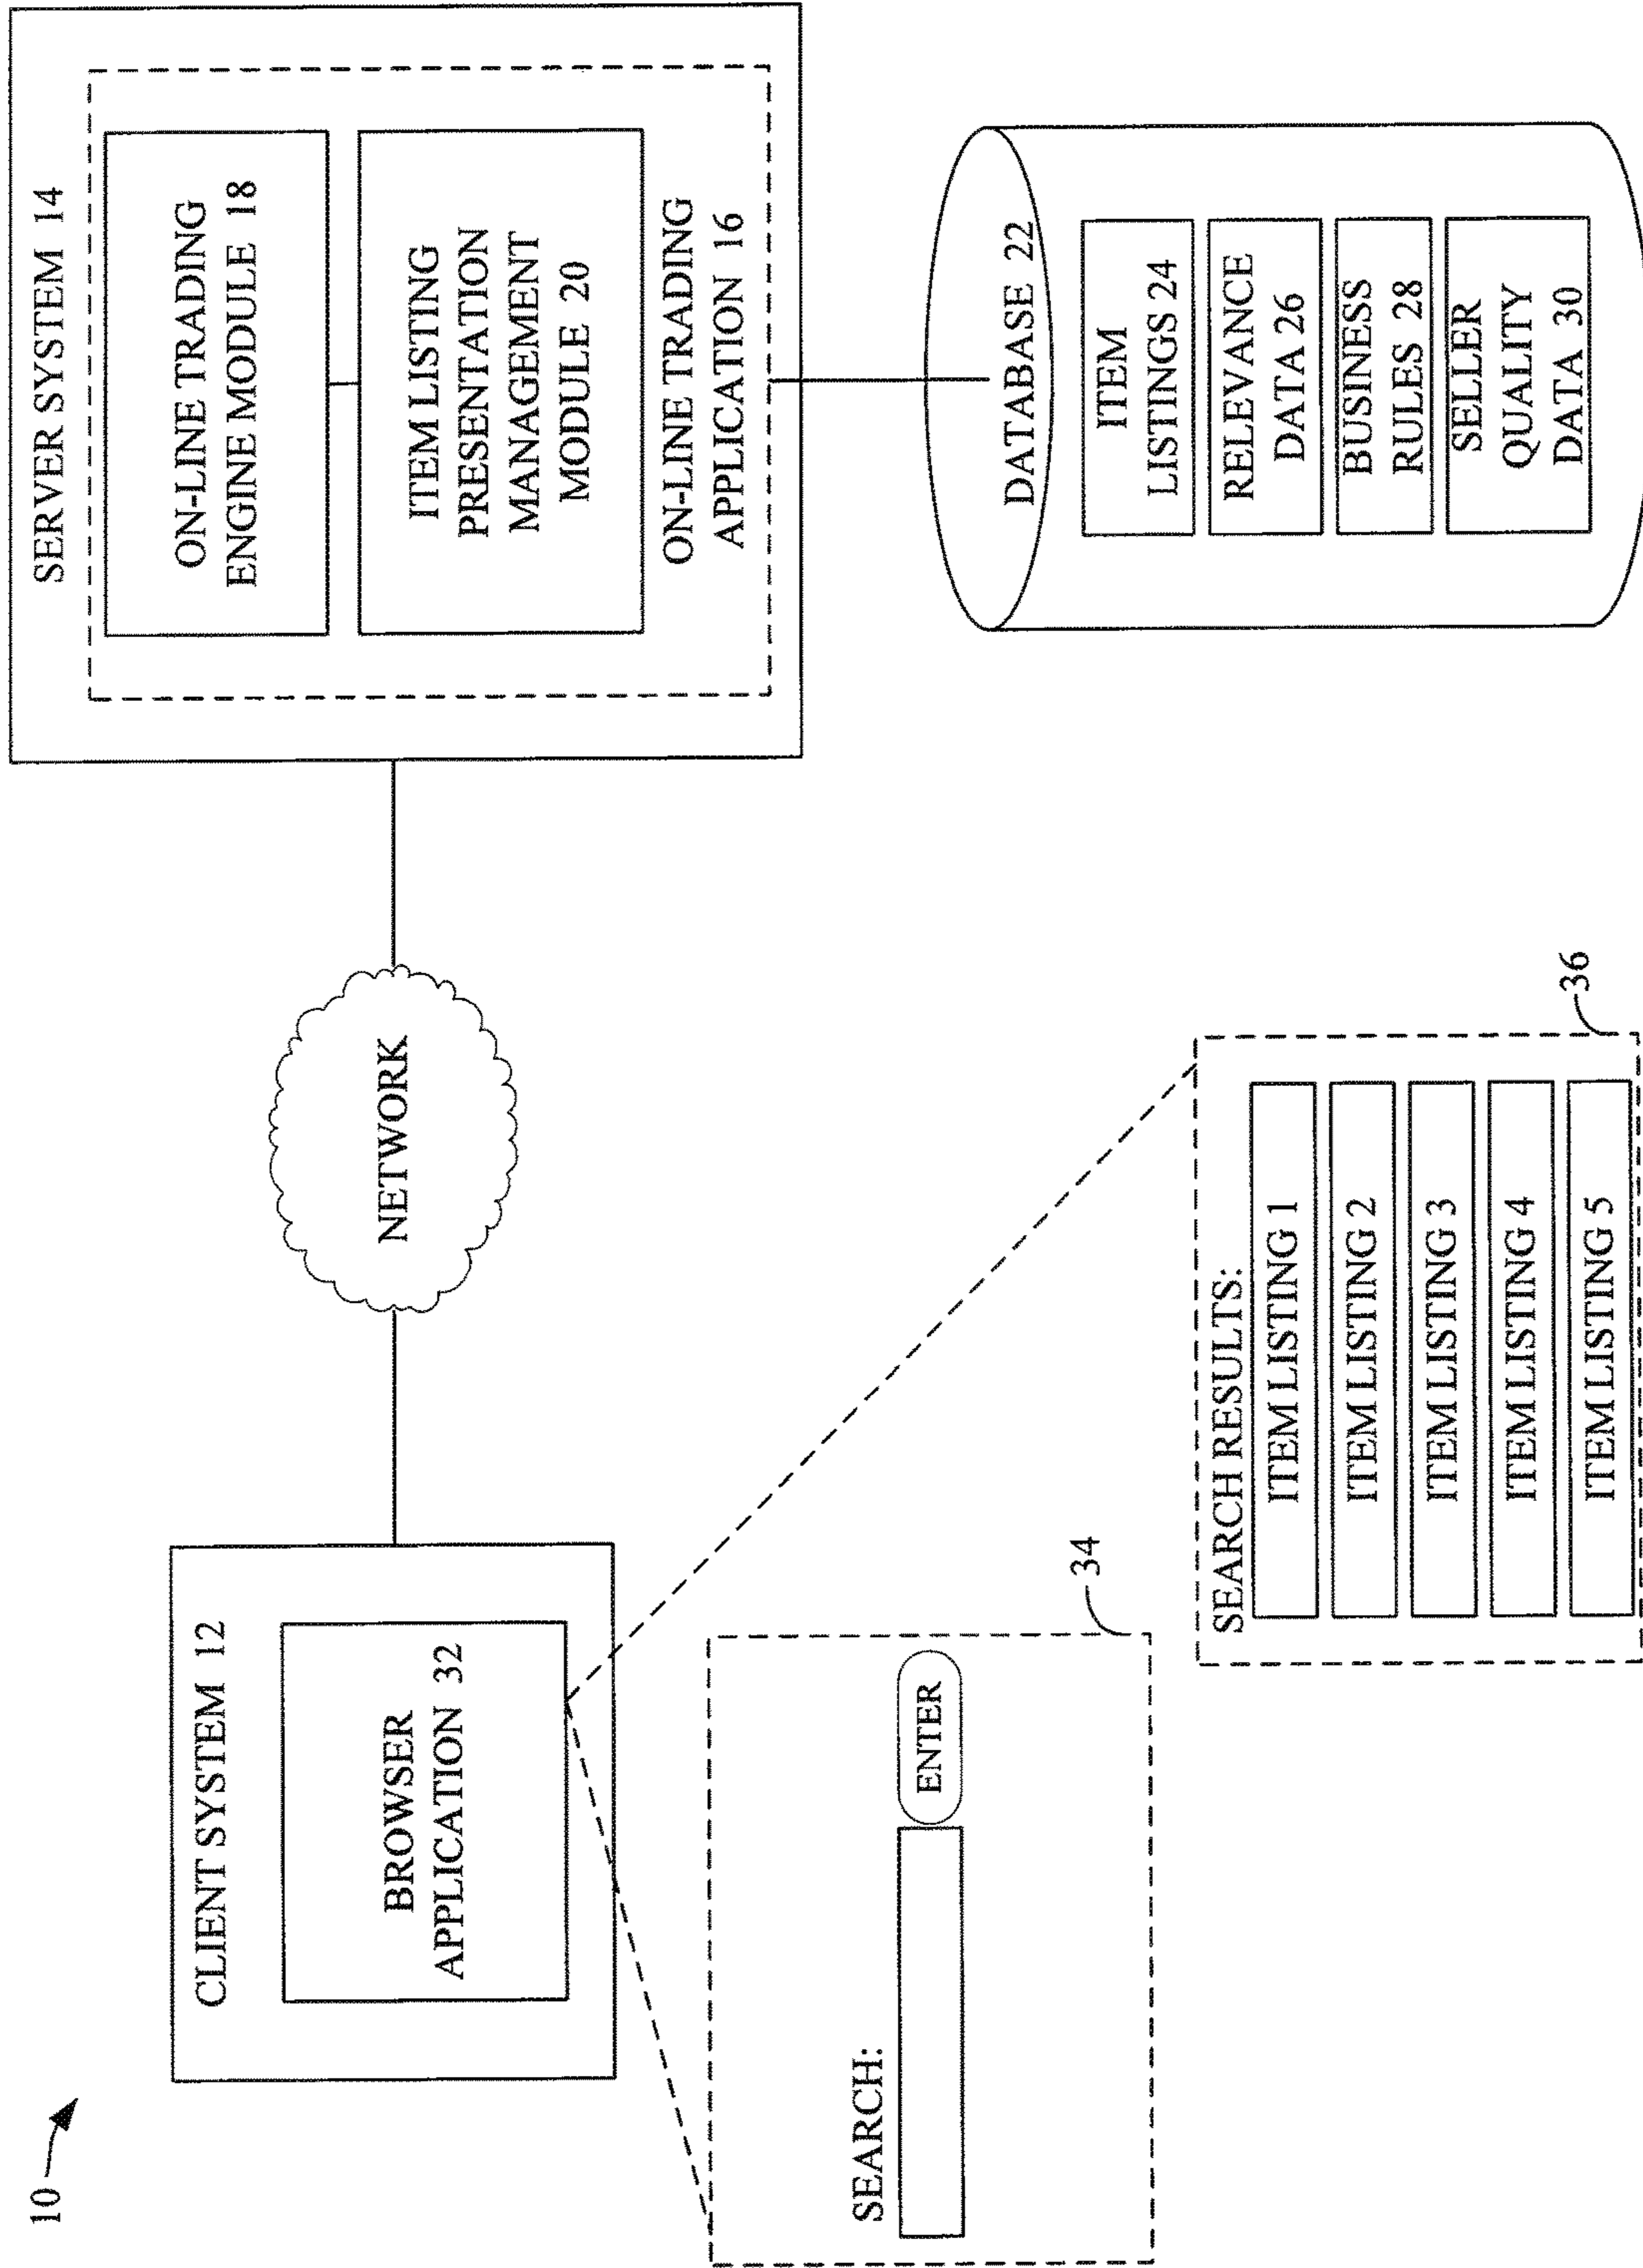 10
CLIENT SYSTEM 12
BROWSER
APPLICATION 32
NETWORK
SERVER SYSTEM 14
ON-LINE TRADING
ENGINE MODULE 18
ITEM LISTING
PRESENTATION
MANAGEMENT
MODULE 20
ON-LINE TRADING
APPLICATION 16
SEARCH:
ENTER
34
SEARCH RESULTS:
ITEM LISTING 1
ITEM LISTING 2
ITEM LISTING 3
ITEM LISTING 4
ITEM LISTING 5
36
DATABASE 22
ITEM
LISTINGS 24
RELEVANCE
DATA 26
BUSINESS
RULES 28
SELLER
QUALITY
DATA 30